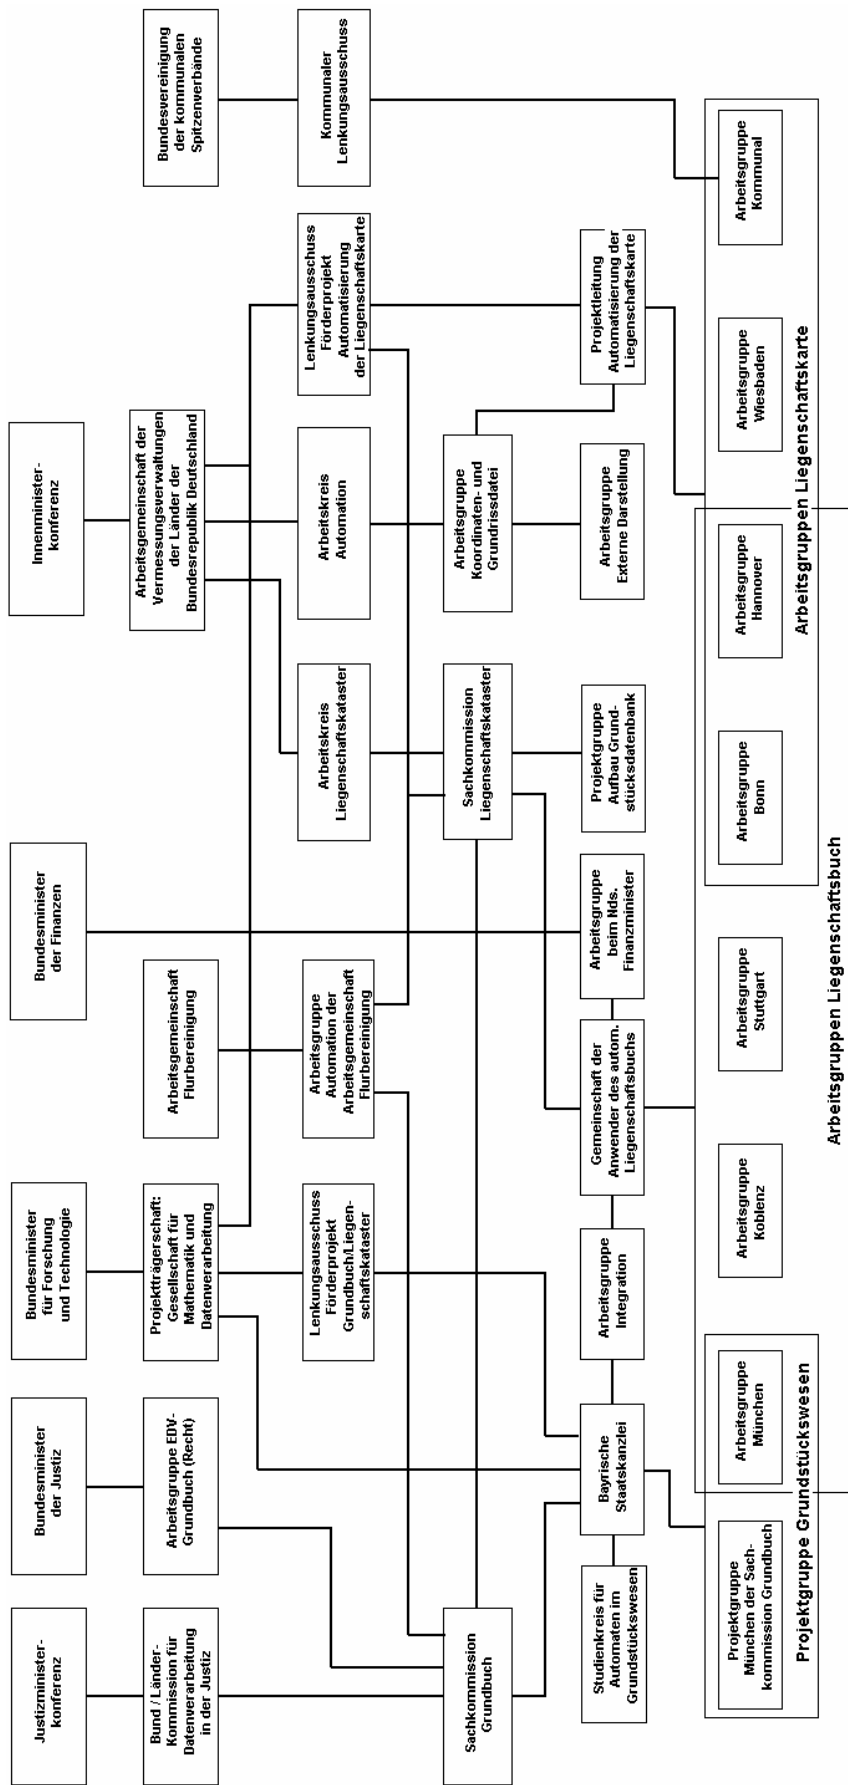 Justizminister-
konferenz
Bundesminister
der Justiz
Bundesminister
für Forschung
und Technologie
Bundesminister
der Finanzen
Innenminister-
konferenz
Bund / Länder-
Kommission für
Datenverarbeitung
in der Justiz
Arbeitsgruppe EDV-
Grundbuch (Recht)
Projektträgerschaft:
Gesellschaft für
Mathematik und
Datenverarbeitung
Arbeitsgemeinschaft
Flurbereinigung
Arbeitsgemeinschaft der
Vermessungsverwaltungen
der Länder der
Bundesrepublik Deutschland
Bundesvereinigung
der kommunalen
Spitzenverbände
Lenkungsausschuss
Förderprojekt
Grundbuch/Liegen-
schaftskataster
Arbeitsgruppe
Automation der
Arbeitsgemeinschaft
Flurbereinigung
Arbeitskreis
Liegenschaftskataster
Arbeitskreis
Automation
Lenkungsausschuss
Förderprojekt
Automatisierung
der Liegenschaftskarte
Kommunaler
Lenkungsausschuss
Sachkommission
Grundbuch
Sachkommission
Liegenschaftskataster
Arbeitsgruppe
Koordinaten- und
Grundrissdatei
Studienkreis für
Automaten im
Grundstückswesen
Bayrische
Staatskanzlei
Arbeitsgruppe
Integration
Gemeinschaft der
Anwender des autom.
Liegenschaftsbuchs
Arbeitsgruppe
beim Nds.
Finanzminister
Projektgruppe
Aufbau Grund-
stücksdatenbank
Arbeitsgruppe
Externe Darstellung
Projektleitung
Automatisierung der
Liegenschaftskarte
Projektgruppe
München der Sach-
kommission Grundbuch
Arbeitsgruppe
München
Arbeitsgruppe
Koblenz
Arbeitsgruppe
Stuttgart
Arbeitsgruppe
Bonn
Arbeitsgruppe
Hannover
Arbeitsgruppe
Wiesbaden
Arbeitsgruppe
Kommunal
Projektgruppe Grundstückswesen
Arbeitsgruppen Liegenschaftskarte
Arbeitsgruppen Liegenschaftsbuch